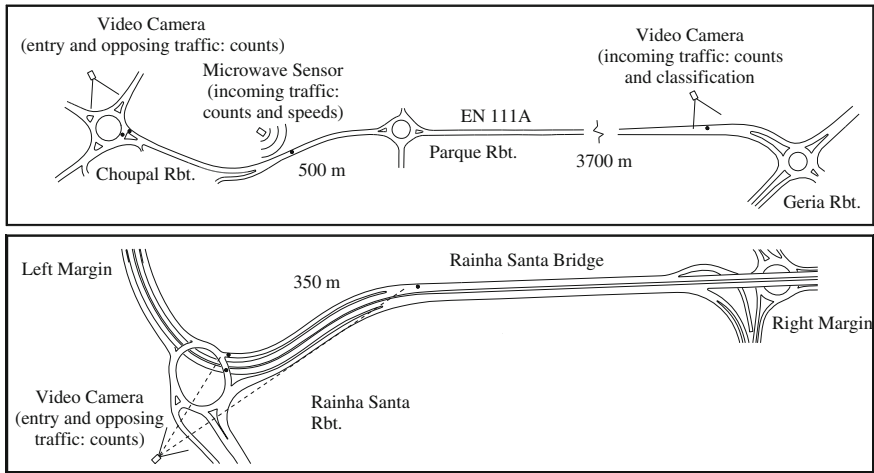 Video Camera
(entry and opposing traffic: counts)
Microwave Sensor
(incoming traffic:
counts and speeds)
Video Camera
(incoming traffic: counts
and classification
EN 111A
Choupal Rbt.
500 m
Parque Rbt.
3700 m
Geria Rbt.
Left Margin
350 m
Rainha Santa Bridge
Right Margin
Video Camera
(entry and opposing
traffic: counts)
Rainha Santa
Rbt.